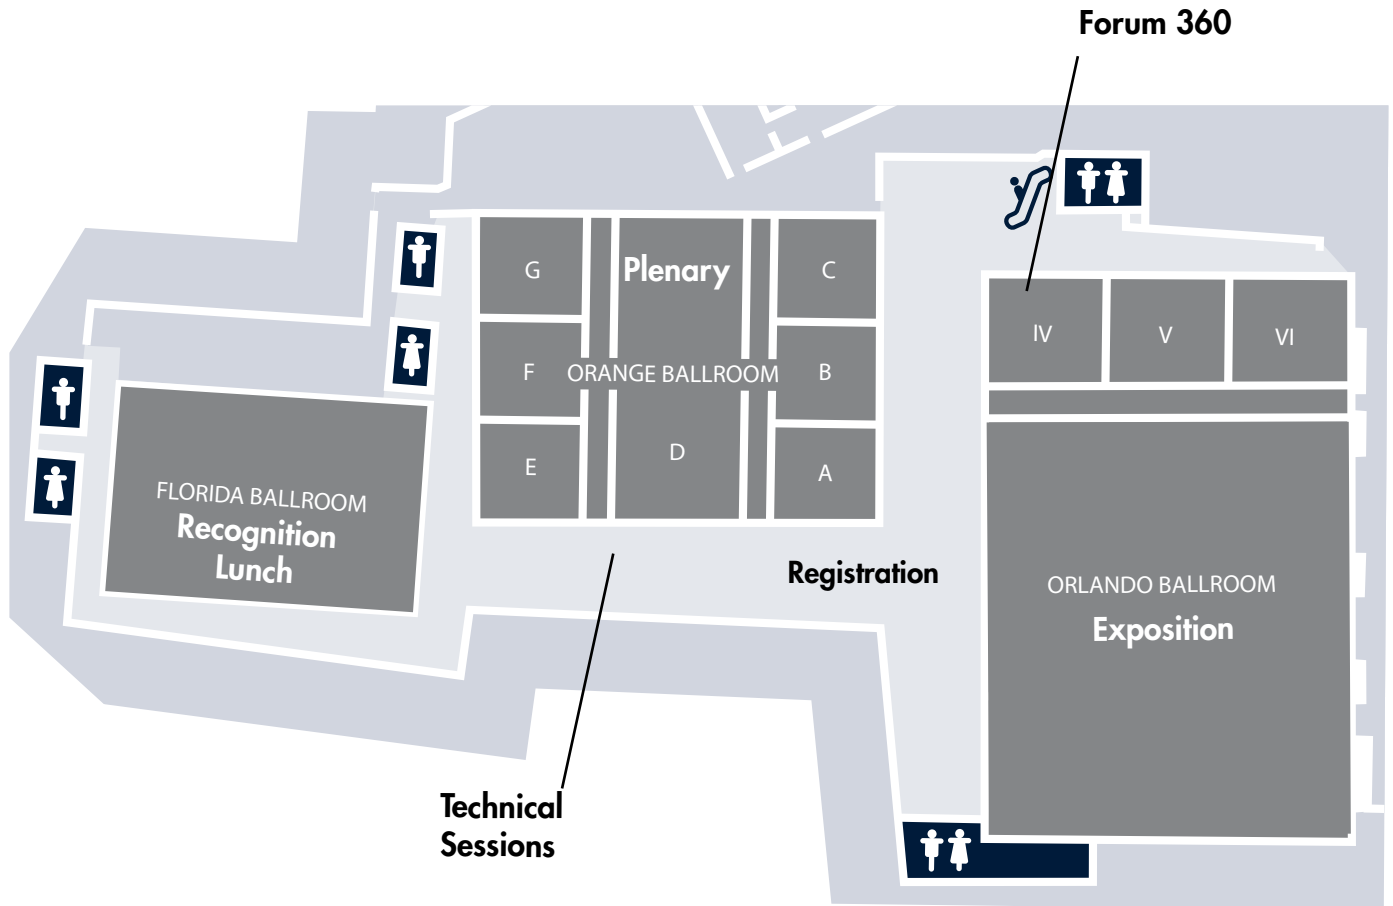 Forum 360
G
Plenary
C
IV
V
VI
F
ORANGE BALLROOM
B
E
D
A
FLORIDA BALLROOM
Recognition
Lunch
Registration
ORLANDO BALLROOM
Exposition
Technical
Sessions